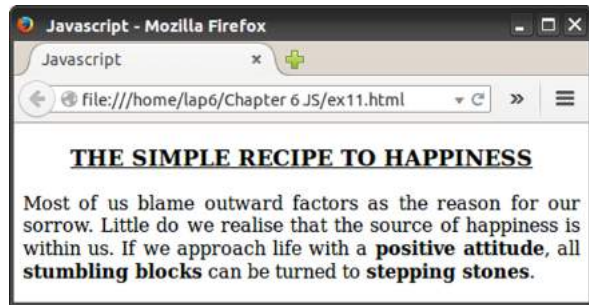 Javascript - Mozilla Firefox
Javascript
file:///home/lap6/Chapter 6 JS/ex11.html
THE SIMPLE RECIPE TO HAPPINESS
Most of us blame outward factors as the reason for our
sorrow. Little do we realise that the source of happiness is
within us. If we approach life with a positive attitude, all
stumbling blocks can be turned to stepping stones.